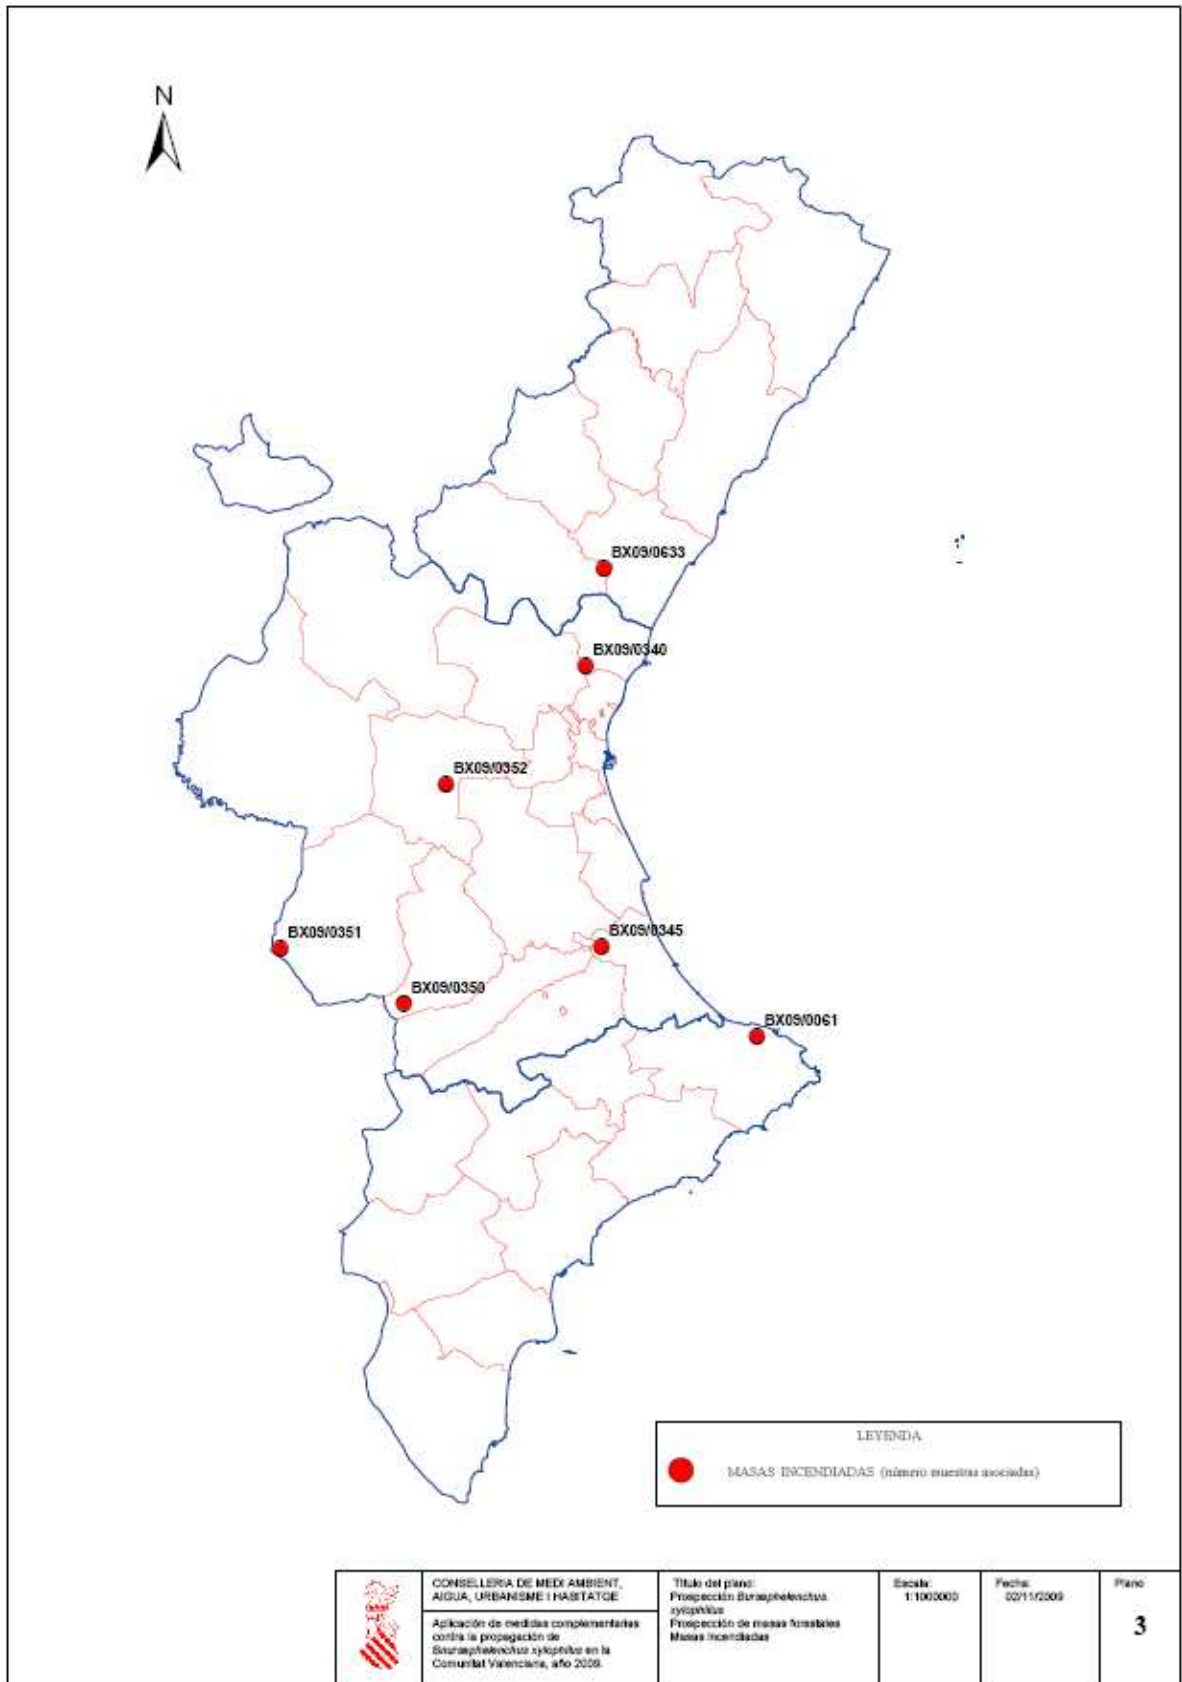 N
BX09/0633
BX09/0340
BX09/0352
BX09/0351
BX09/0345
BX09/0350
BX09/0061
LEYENDA
MASAS INCENDIADAS (número muestras asociadas)
CONSELLERIA DE MEDI AMBIENT,
AIGUA, URBANISME I HABITATGE
Aplicación de medidas complementarias
contra la propagación de
Bursaphelenchus xylophilus en la
Comunitat Valenciana, año 2009.
Título del plano:
Prospección Bursaphelenchus
xylophilus
Prospección de masas forestales
Masas Incendiadas
Escala:
1:1000000
Fecha:
02/11/2009
Plano
3